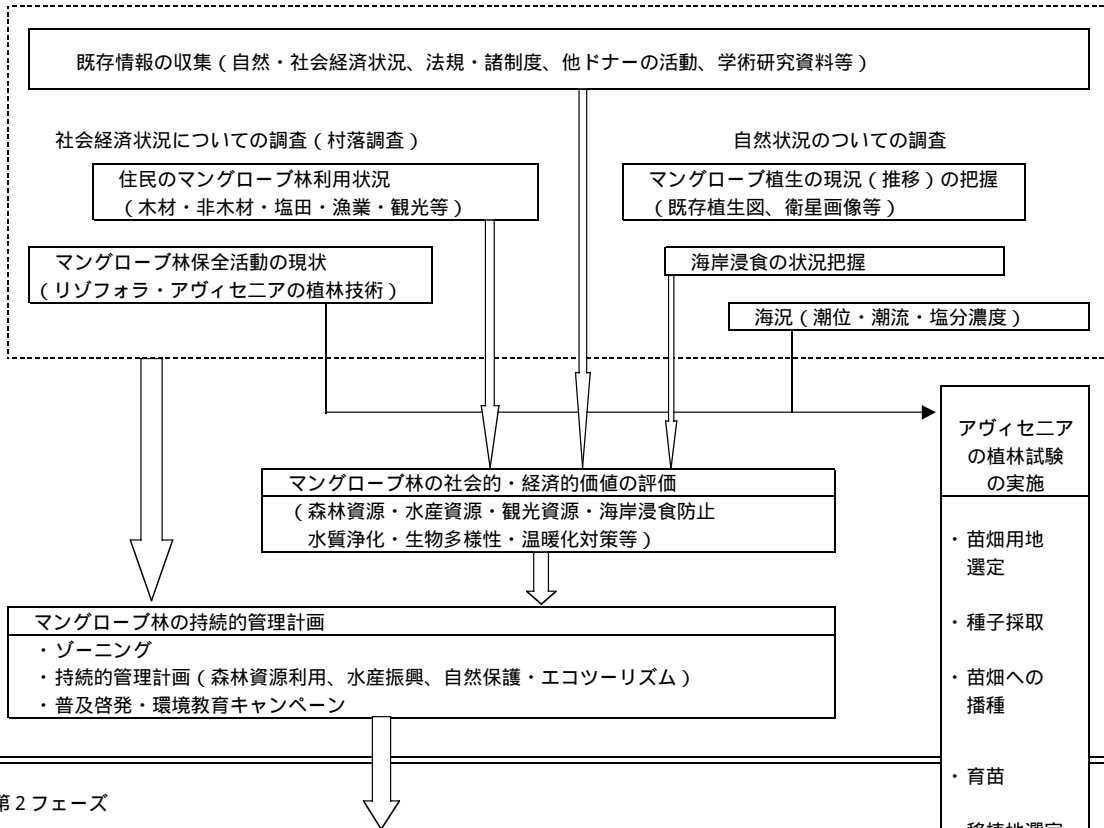 既存情報の収集（自然・社会経済状況、法規・諸制度、他ドナーの活動、学術研究資料等）
社会経済状況についての調査（村落調査）
住民のマングローブ林利用状況
（木材・非木材・塩田・漁業・観光等）
マングローブ林保全活動の現状
（リゾフォラ・アヴィセニアの植林技術）
自然状況のついての調査
マングローブ植生の現況（推移）の把握
（既存植生図、衛星画像等）
海岸浸食の状況把握
海況（潮位・潮流・塩分濃度）
マングローブ林の社会的・経済的価値の評価
（森林資源・水産資源・観光資源・海岸浸食防止
水質浄化・生物多様性・温暖化対策等）
マングローブ林の持続的管理計画
・ゾーニング
・持続的管理計画（森林資源利用、水産振興、自然保護・エコツーリズム）
・普及啓発・環境教育キャンペーン
アヴィセニア
の植林試験
の実施
・苗畑用地
選定
・種子採取
・苗畑への
播種
・育苗
・移植地選定
第２フェーズ